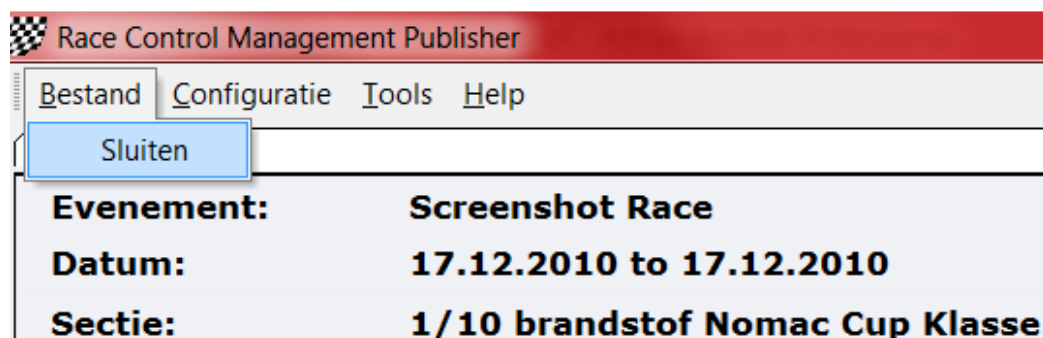 Race Control Management Publisher
Bestand Configuratie Tools Help
Sluiten
Evenement: Screenshot Race
Datum: 17.12.2010 to 17.12.2010
Sectie: 1/10 brandstof Nomac Cup Klasse